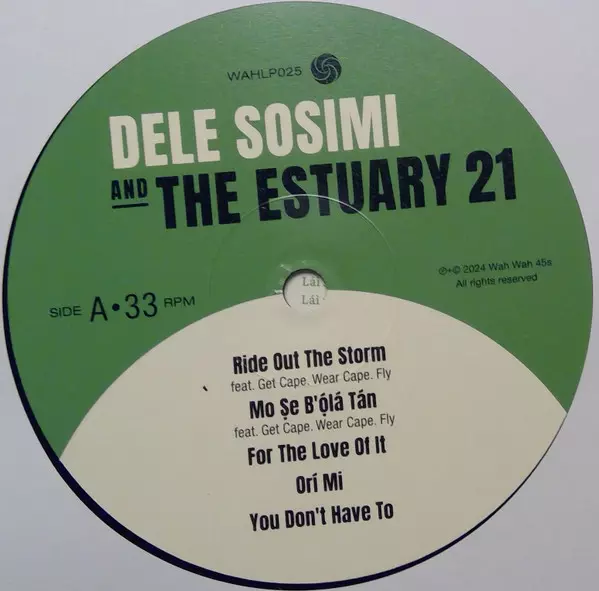 WAHLP025
DELE SOSIMI
AND THE ESTUARY 21
℗+© 2024 Wah Wah 45s
All rights reserved
SIDE A•33 RPM
Lái
Lái
Ride Out The Storm
feat. Get Cape. Wear Cape. Fly
Mo Ṣe B'ọ́lá Tán
feat. Get Cape. Wear Cape. Fly
For The Love Of It
Orí Mi
You Don't Have To